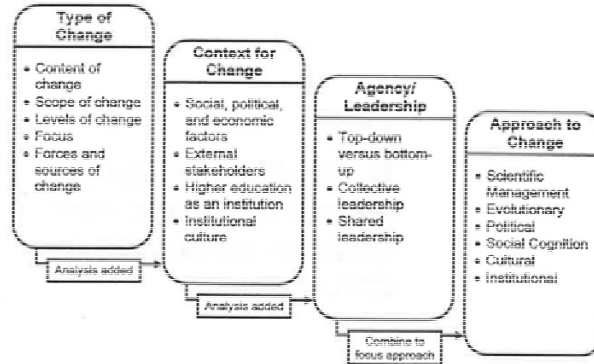 Type of
Change
• Content of
change
• Scope of change
• Levels of change
• Focus
• Forces and
sources of
change
Analysis added
Context for
Change
• Social, political,
and economic
factors
• External
stakeholders
• Higher education
as an institution
• Institutional
culture
Analysis added
Agency/
Leadership
• Top-down
versus bottom-
up
• Collective
leadership
• Shared
leadership
Combine to
focus approach
Approach to
Change
• Scientific
Management
• Evolutionary
• Political
• Social Cognition
• Cultural
• Institutional